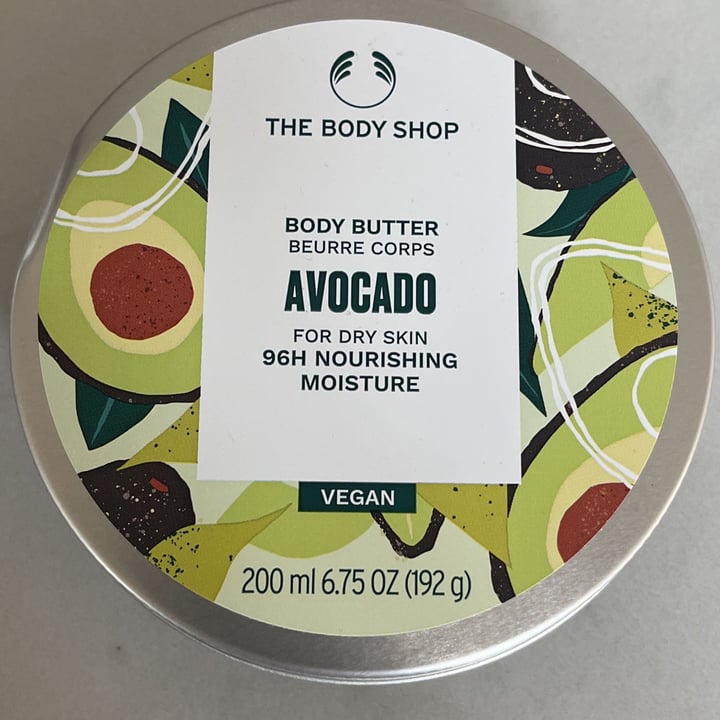 THE BODY SHOP
BODY BUTTER
BEURRE CORPS
AVOCADO
FOR DRY SKIN
96H NOURISHING
MOISTURE
VEGAN
200 ml 6.75 OZ (192 g)